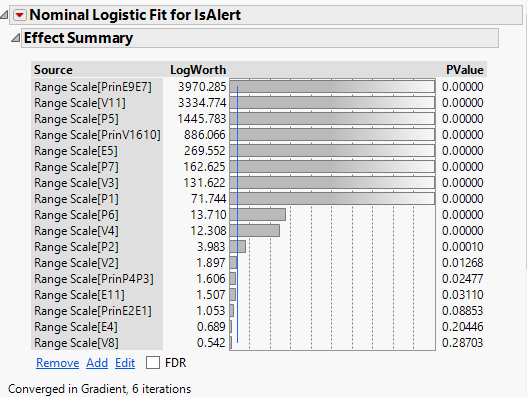 Nominal Logistic Fit for IsAlert
Effect Summary
Source LogWorth PValue
Range Scale[PrinE9E7] 3970.285 0.00000
Range Scale[V11] 3334.774 0.00000
Range Scale[P5] 1445.783 0.00000
Range Scale[PrinV1610] 886.066 0.00000
Range Scale[E5] 269.552 0.00000
Range Scale[P7] 162.625 0.00000
Range Scale[V3] 131.622 0.00000
Range Scale[P1] 71.744 0.00000
Range Scale[P6] 13.710 0.00000
Range Scale[V4] 12.308 0.00000
Range Scale[P2] 3.983 0.00010
Range Scale[V2] 1.897 0.01268
Range Scale[PrinP4P3] 1.606 0.02477
Range Scale[E11] 1.507 0.03110
Range Scale[PrinE2E1] 1.053 0.08853
Range Scale[E4] 0.689 0.20446
Range Scale[V8] 0.542 0.28703
Remove Add Edit FDR
Converged in Gradient, 6 iterations